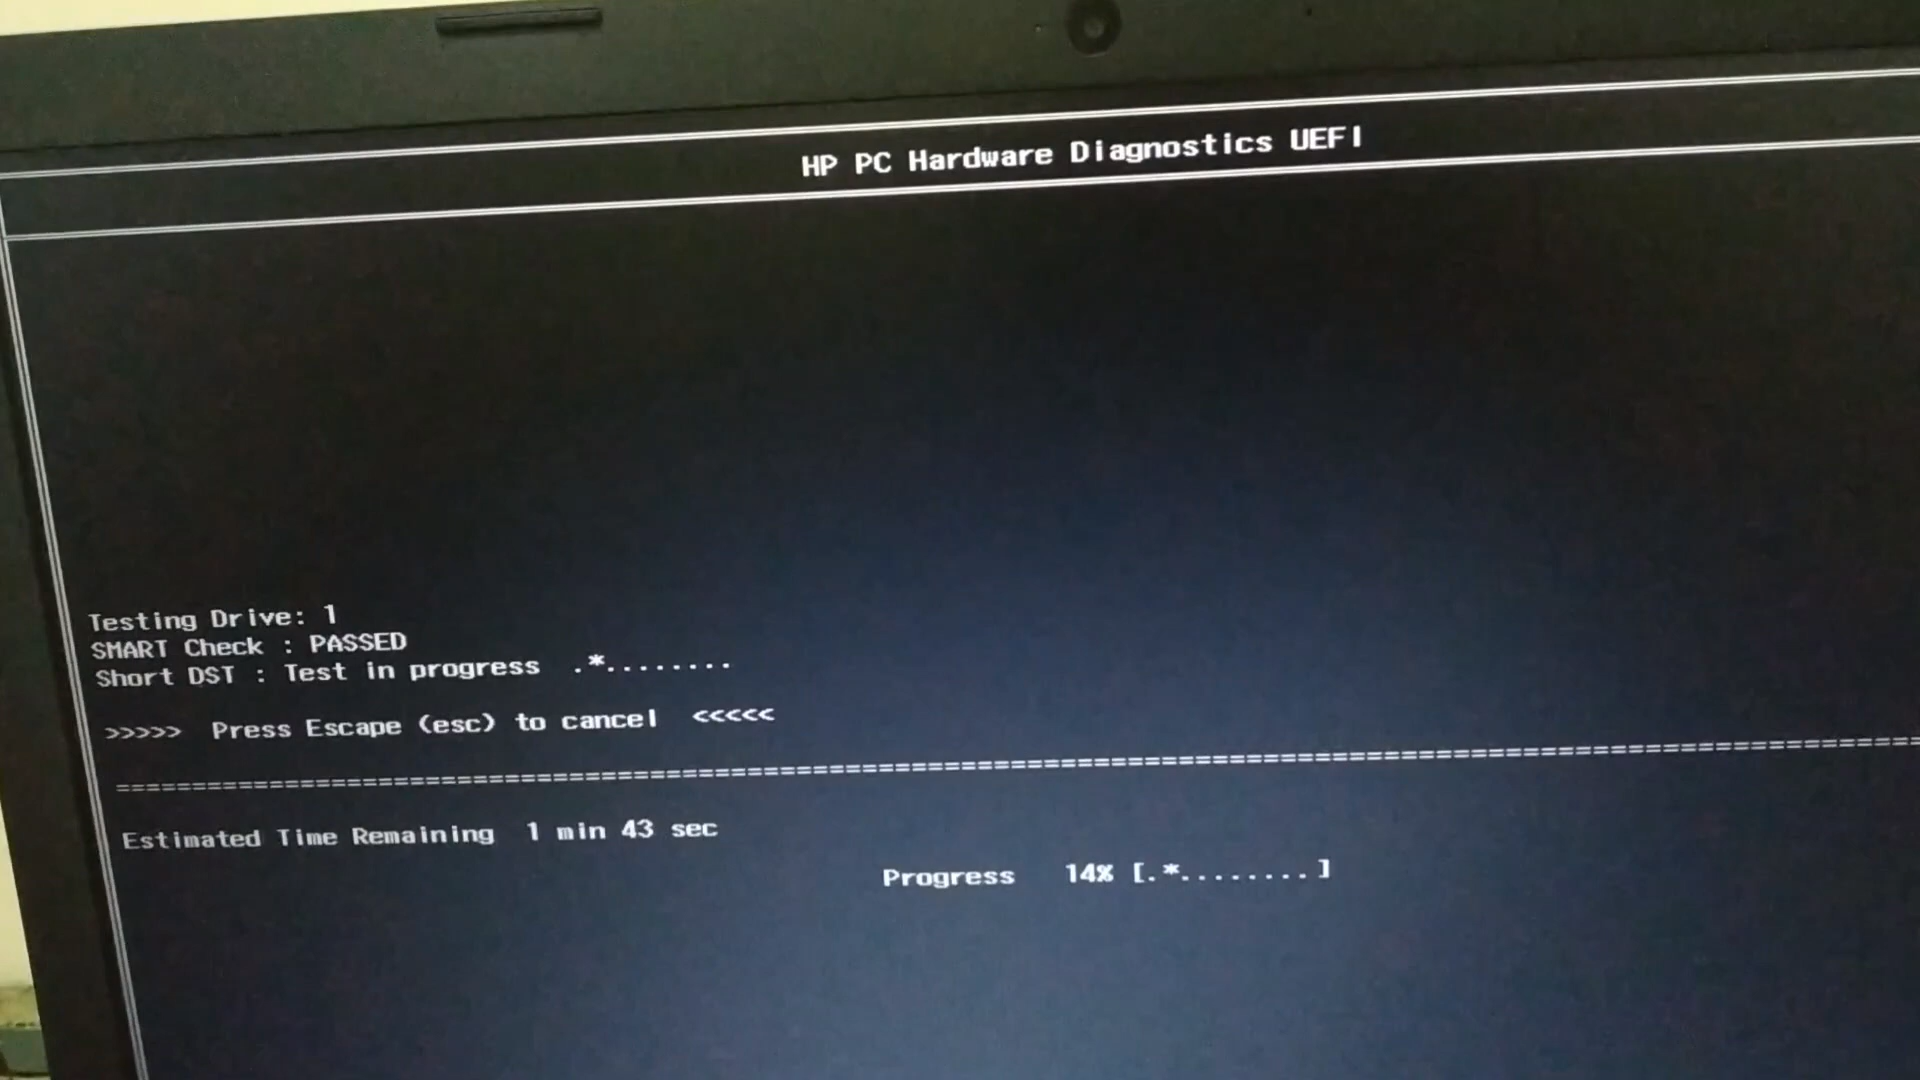 HP PC Hardware Diagnostics UEFI
Testing Drive: 1
SMART Check : PASSED
Short DST : Test in progress .*........
>>>>> Press Escape (esc) to cancel <<<<<
Estimated Time Remaining 1 min 43 sec
Progress 14% [.*........]